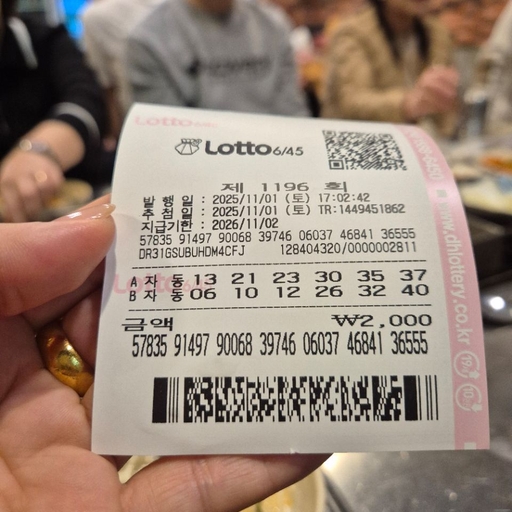 Lotto
Lotto 6/45
제 1196 회
발 행 일 : 2025/11/01 (토) 17:02:42
추 첨 일 : 2025/11/01 (토) TR:1449451862
지급기한 : 2026/11/02
57835 91497 90068 39746 06037 46841 36555
DR31GSUBUHDM4CFJ 128404320/0000002811
A 자 동 13 21 23 30 35 37
B 자 동 06 10 12 26 32 40
금액 ₩2,000
57835 91497 90068 39746 06037 46841 36555
www.dhlottery.co.kr